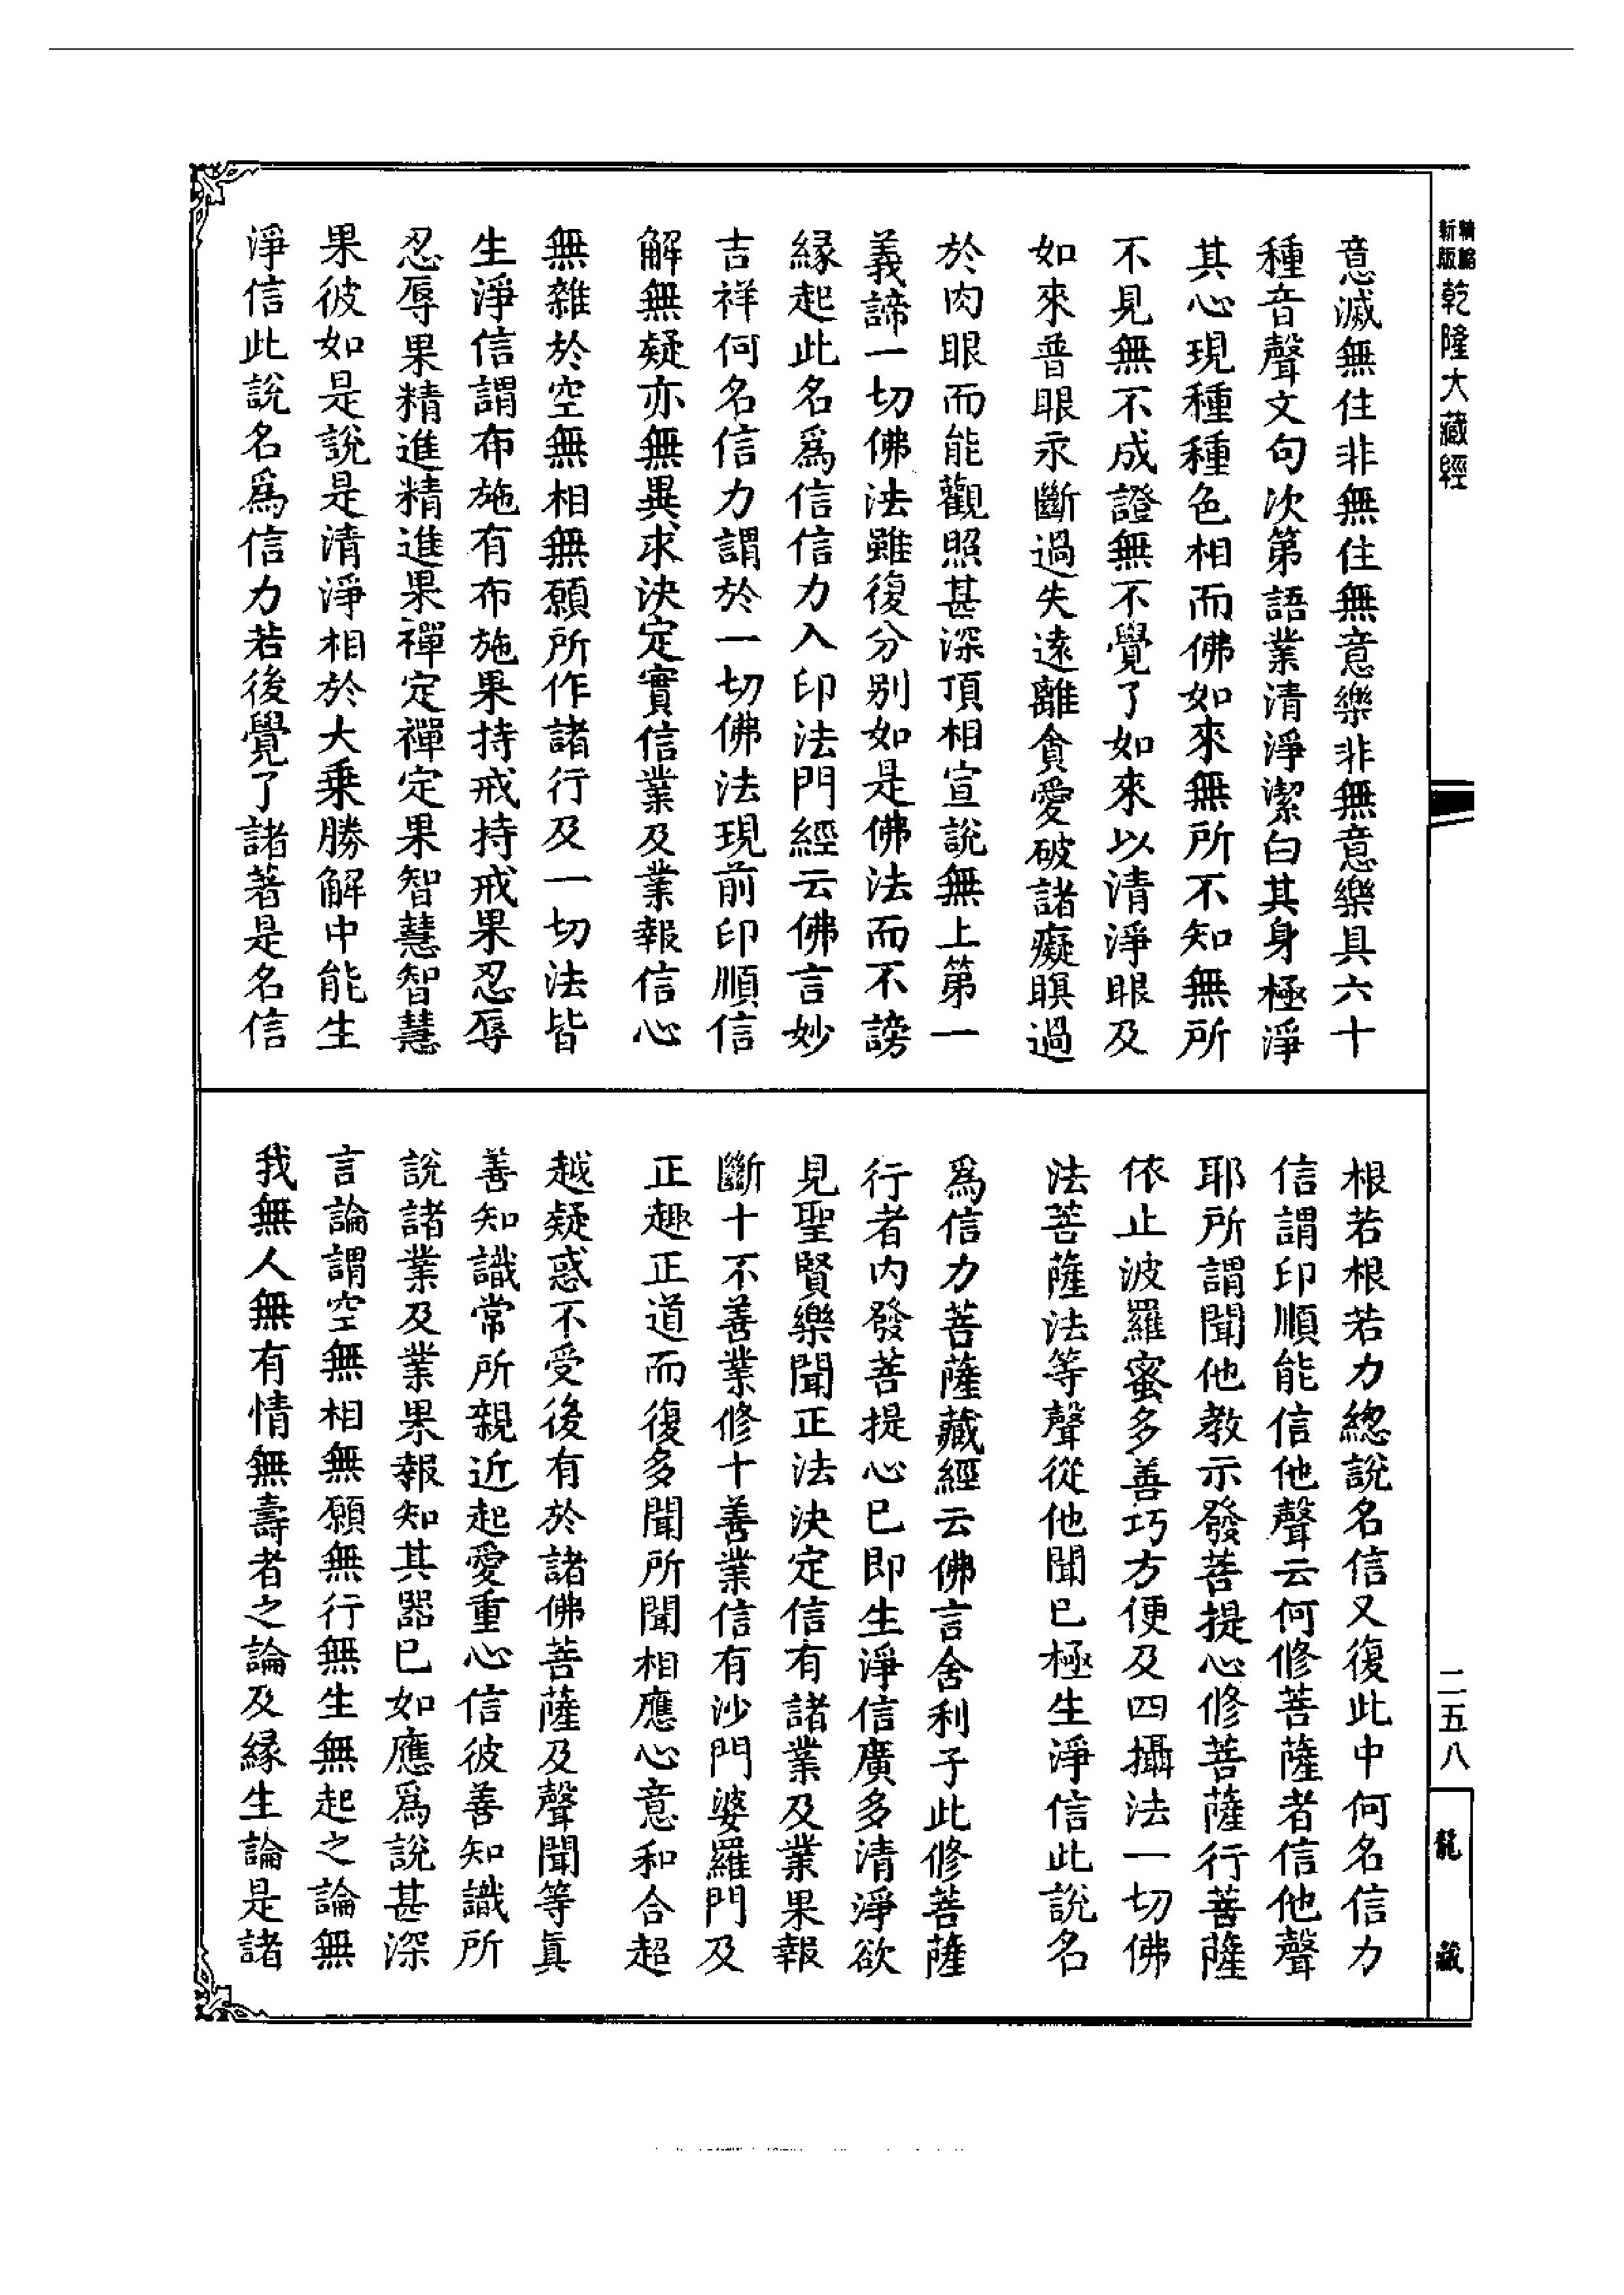 精縮
新版
乾隆大藏經
意滅無住非無住無意樂非無意樂具六十
種音聲文句次第語業清淨潔白其身極淨
其心現種種色相而佛如來無所不知無所
不見無不成證無不覺了如來以清淨眼及
如來普眼永斷過失遠離貪愛破諸癡瞑過
於肉眼而能觀照甚深頂相宣說無上第一
義諦一切佛法雖復分別如是佛法而不謗
緣起此名爲信信力入印法門經云佛言妙
吉祥何名信力謂於一切佛法現前印順信
解無疑亦無異求決定實信業及業報信心
無雜於空無相無願所作諸行及一切法皆
生淨信謂布施有布施果持戒持戒果忍辱
忍辱果精進精進果禪定禪定果智慧智慧
果彼如是說是清淨相於大乗勝解中能生
淨信此說名爲信力若後覺了諸著是名信
根若根若力總說名信又復此中何名信力
信謂印順能信他聲云何修菩薩者信他聲
耶所謂聞他教示發菩提心修菩薩行菩薩
依止波羅蜜多善巧方便及四攝法一切佛
法菩薩法等聲從他聞已極生淨信此說名
爲信力菩薩藏經云佛言舍利子此修菩薩
行者內發菩提心已即生淨信廣多清淨欲
見聖賢樂聞正法決定信有諸業及業果報
斷十不善業修十善業信有沙門婆羅門及
正趣正道而復多聞所聞相應心意和合超
越疑惑不受後有於諸佛菩薩及聲聞等真
善知識常所親近起愛重心信彼善知識所
說諸業及業果報知其器已如應爲說甚深
言論謂空無相無願無行無生無起之論無
我無人無有情無壽者之論及緣生論是諸
二五八
龍藏